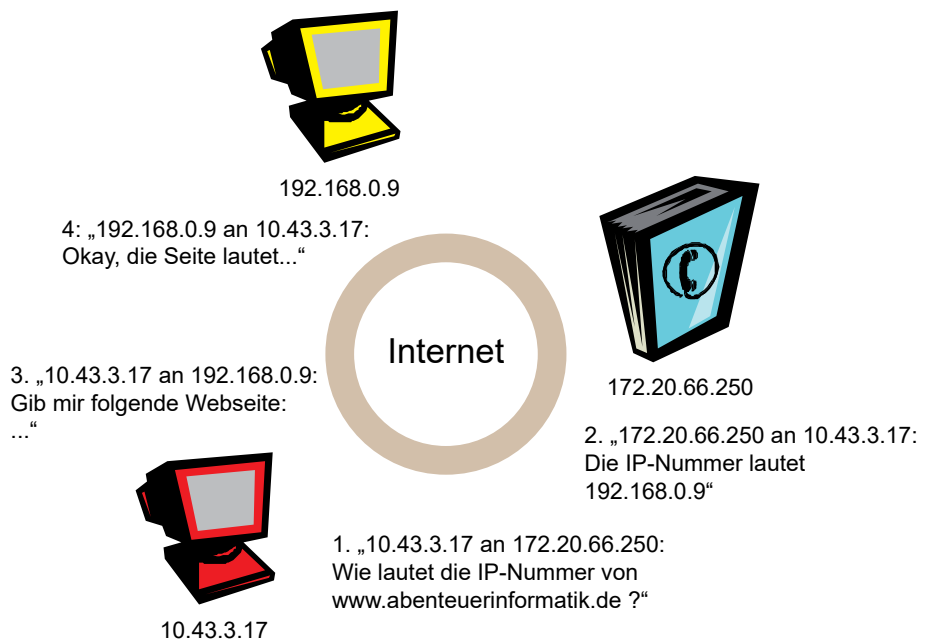 192.168.0.9
4: „192.168.0.9 an 10.43.3.17:
Okay, die Seite lautet...“
Internet
172.20.66.250
3. „10.43.3.17 an 192.168.0.9:
Gib mir folgende Webseite:
...“
2. „172.20.66.250 an 10.43.3.17:
Die IP-Nummer lautet
192.168.0.9“
1. „10.43.3.17 an 172.20.66.250:
Wie lautet die IP-Nummer von
www.abenteuerinformatik.de ?“
10.43.3.17